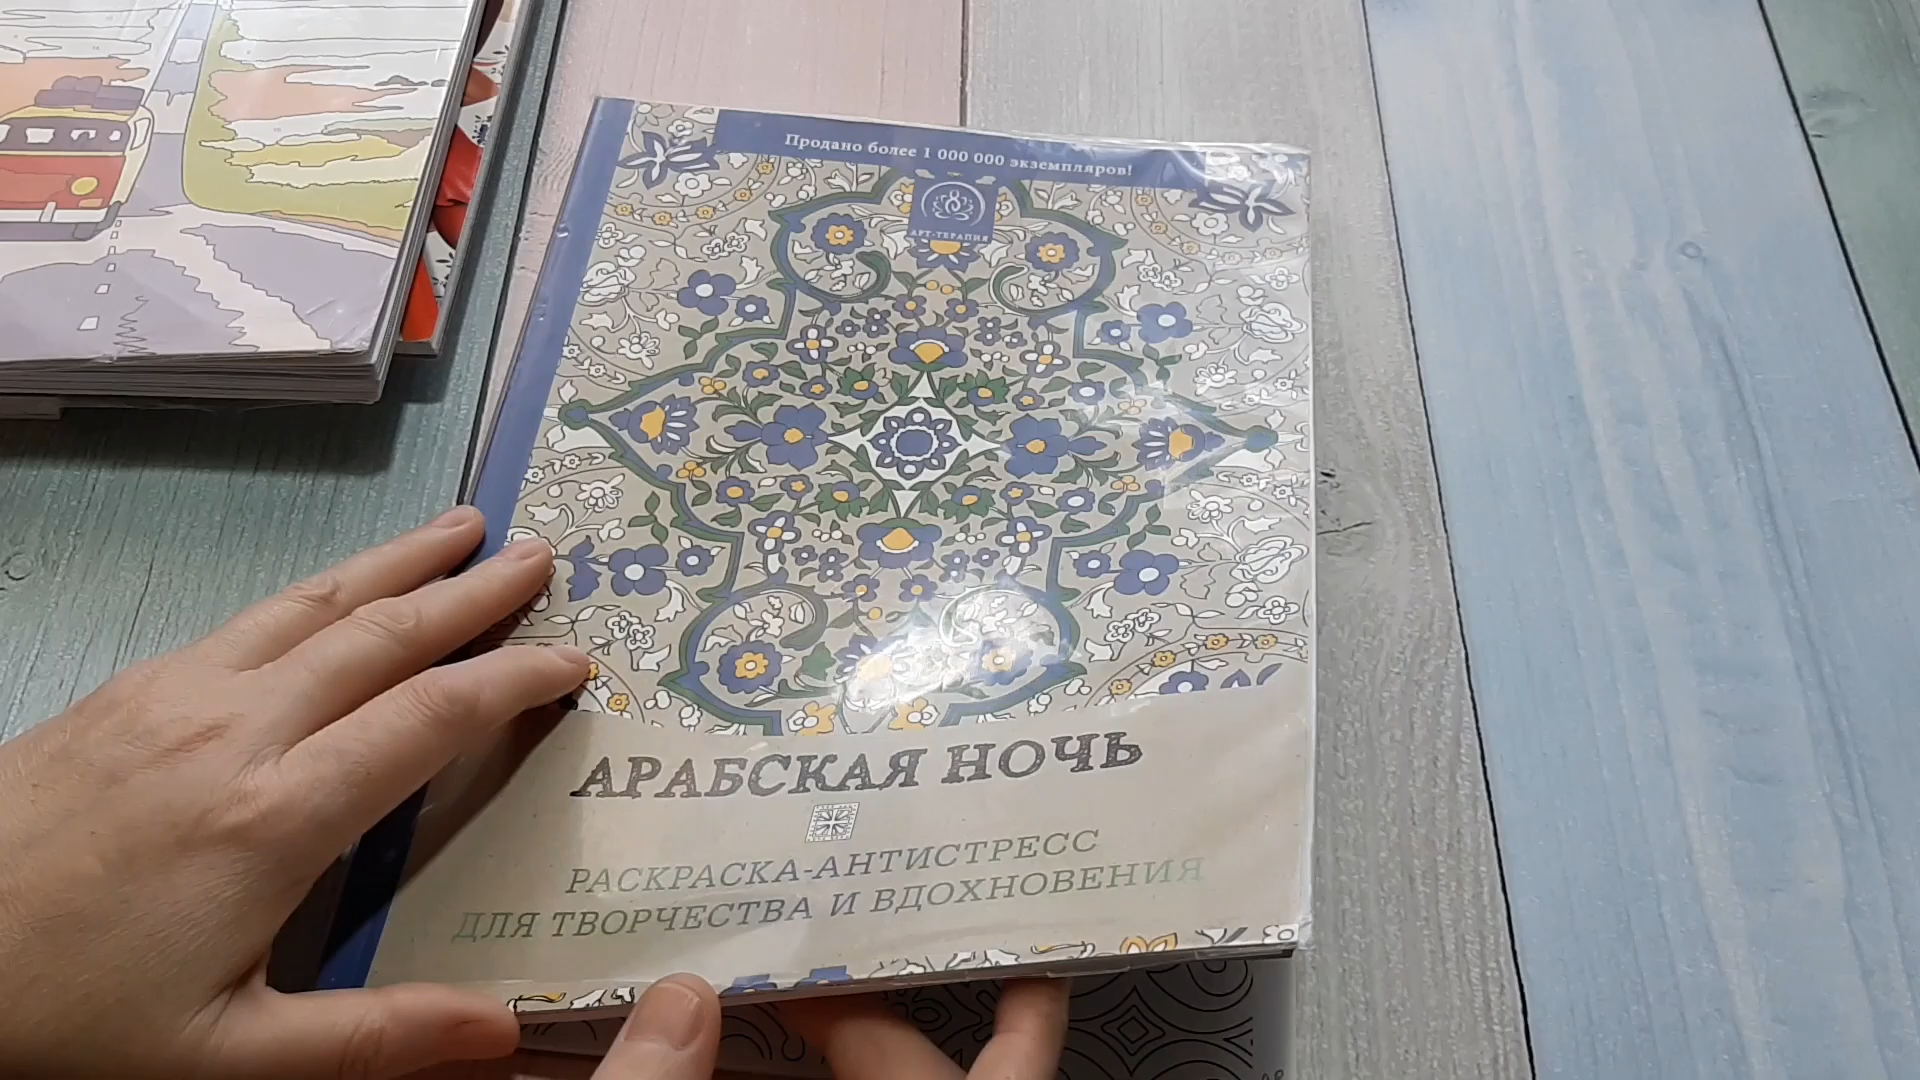 Продано более 1 000 000 экземпляров!
АРТ-ТЕРАПИЯ
АРАБСКАЯ НОЧЬ
РАСКРАСКА-АНТИСТРЕСС
ДЛЯ ТВОРЧЕСТВА И ВДОХНОВЕНИЯ